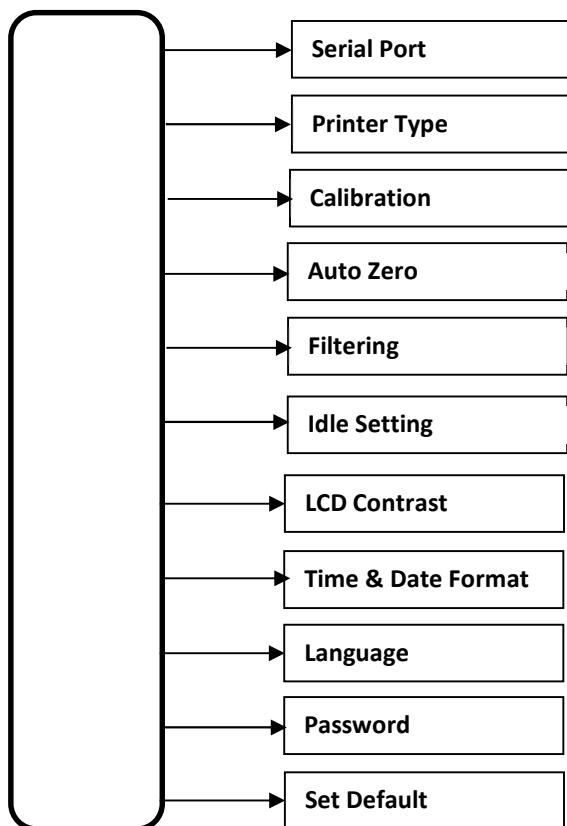 Serial Port
Printer Type
Calibration
Auto Zero
Filtering
Idle Setting
LCD Contrast
Time & Date Format
Language
Password
Set Default